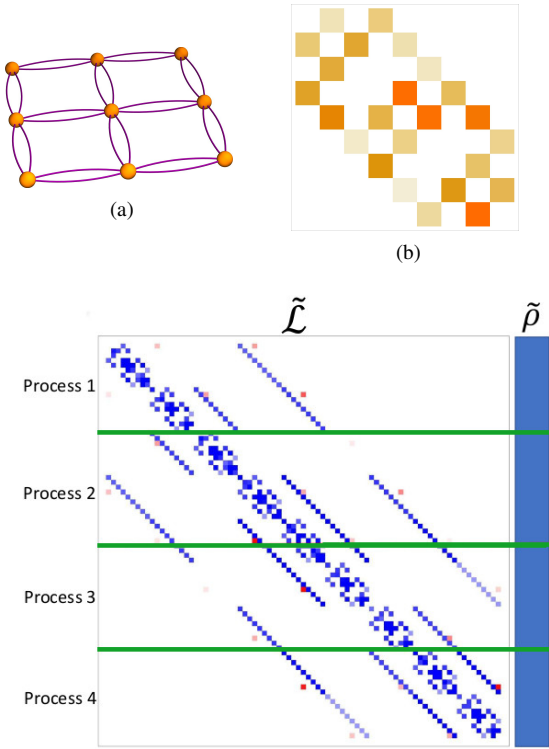 (a)
(b)
$\tilde{\mathcal{L}}$
$\tilde{\rho}$
Process 1
Process 2
Process 3
Process 4